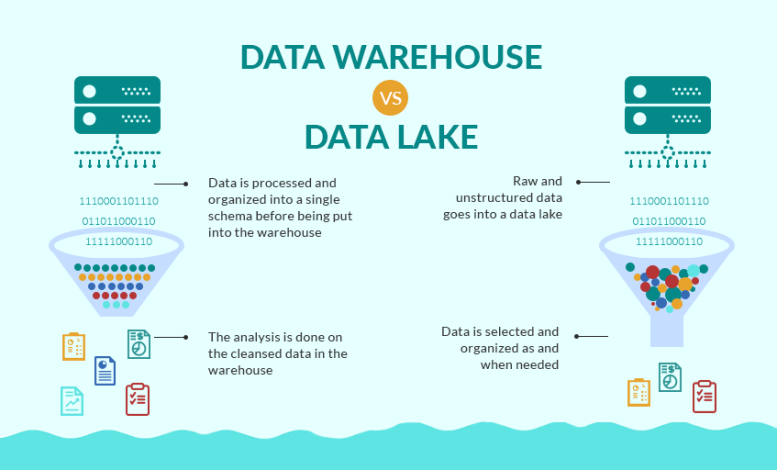 DATA WAREHOUSE
VS
DATA LAKE
1110001101110
011011000110
11111000110
Data is processed and
organized into a single
schema before being put
into the warehouse
The analysis is done on
the cleansed data in the
warehouse
Raw and
unstructured data
goes into a data lake
1110001101110
011011000110
11111000110
Data is selected and
organized as and
when needed